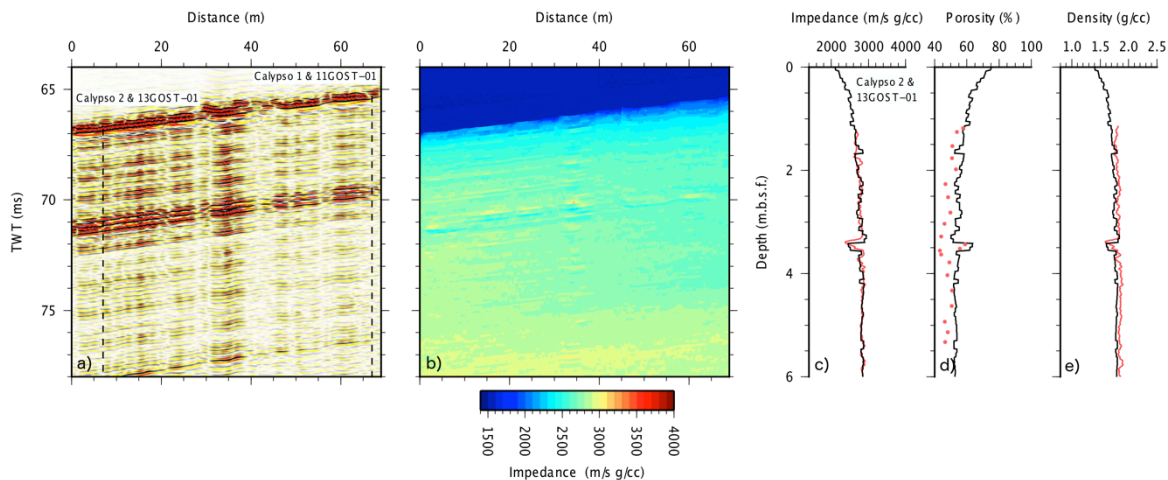 Distance (m)
0 20 40 60
TWT (ms)
65
70
75
Calypso 1 & 11GOST-01
Calypso 2 & 13GOST-01
a)
Distance (m)
0 20 40 60
b)
1500 2000 2500 3000 3500 4000
Impedance (m/s g/cc)
Impedance (m/s g/cc)
2000 3000 4000
Depth (m.b.s.f.)
0
2
4
6
Calypso 2 &
13GOST-01
c)
Porosity (%)
40 60 80 100
d)
Density (g/cc)
1.0 1.5 2.0 2.5
e)